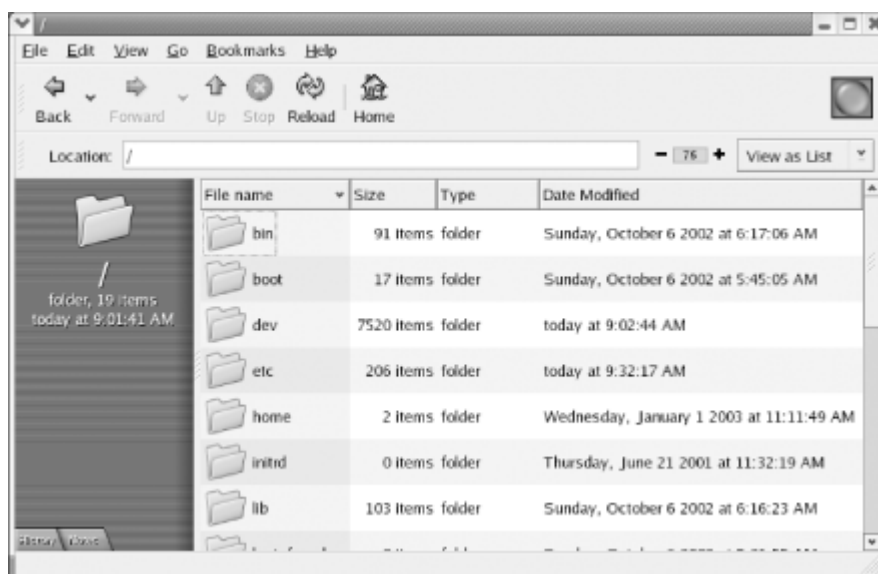 /
File Edit View Go Bookmarks Help
Back Forward Up Stop Reload Home
Location: / 76 View as List
File name Size Type Date Modified
/
folder, 19 items
today at 9:01:41 AM
bin 91 items folder Sunday, October 6 2002 at 6:17:06 AM
boot 17 items folder Sunday, October 6 2002 at 5:45:05 AM
dev 7520 items folder today at 9:02:44 AM
etc 206 items folder today at 9:32:17 AM
home 2 items folder Wednesday, January 1 2003 at 11:11:49 AM
initrd 0 items folder Thursday, June 21 2001 at 11:32:19 AM
lib 103 items folder Sunday, October 6 2002 at 6:16:23 AM